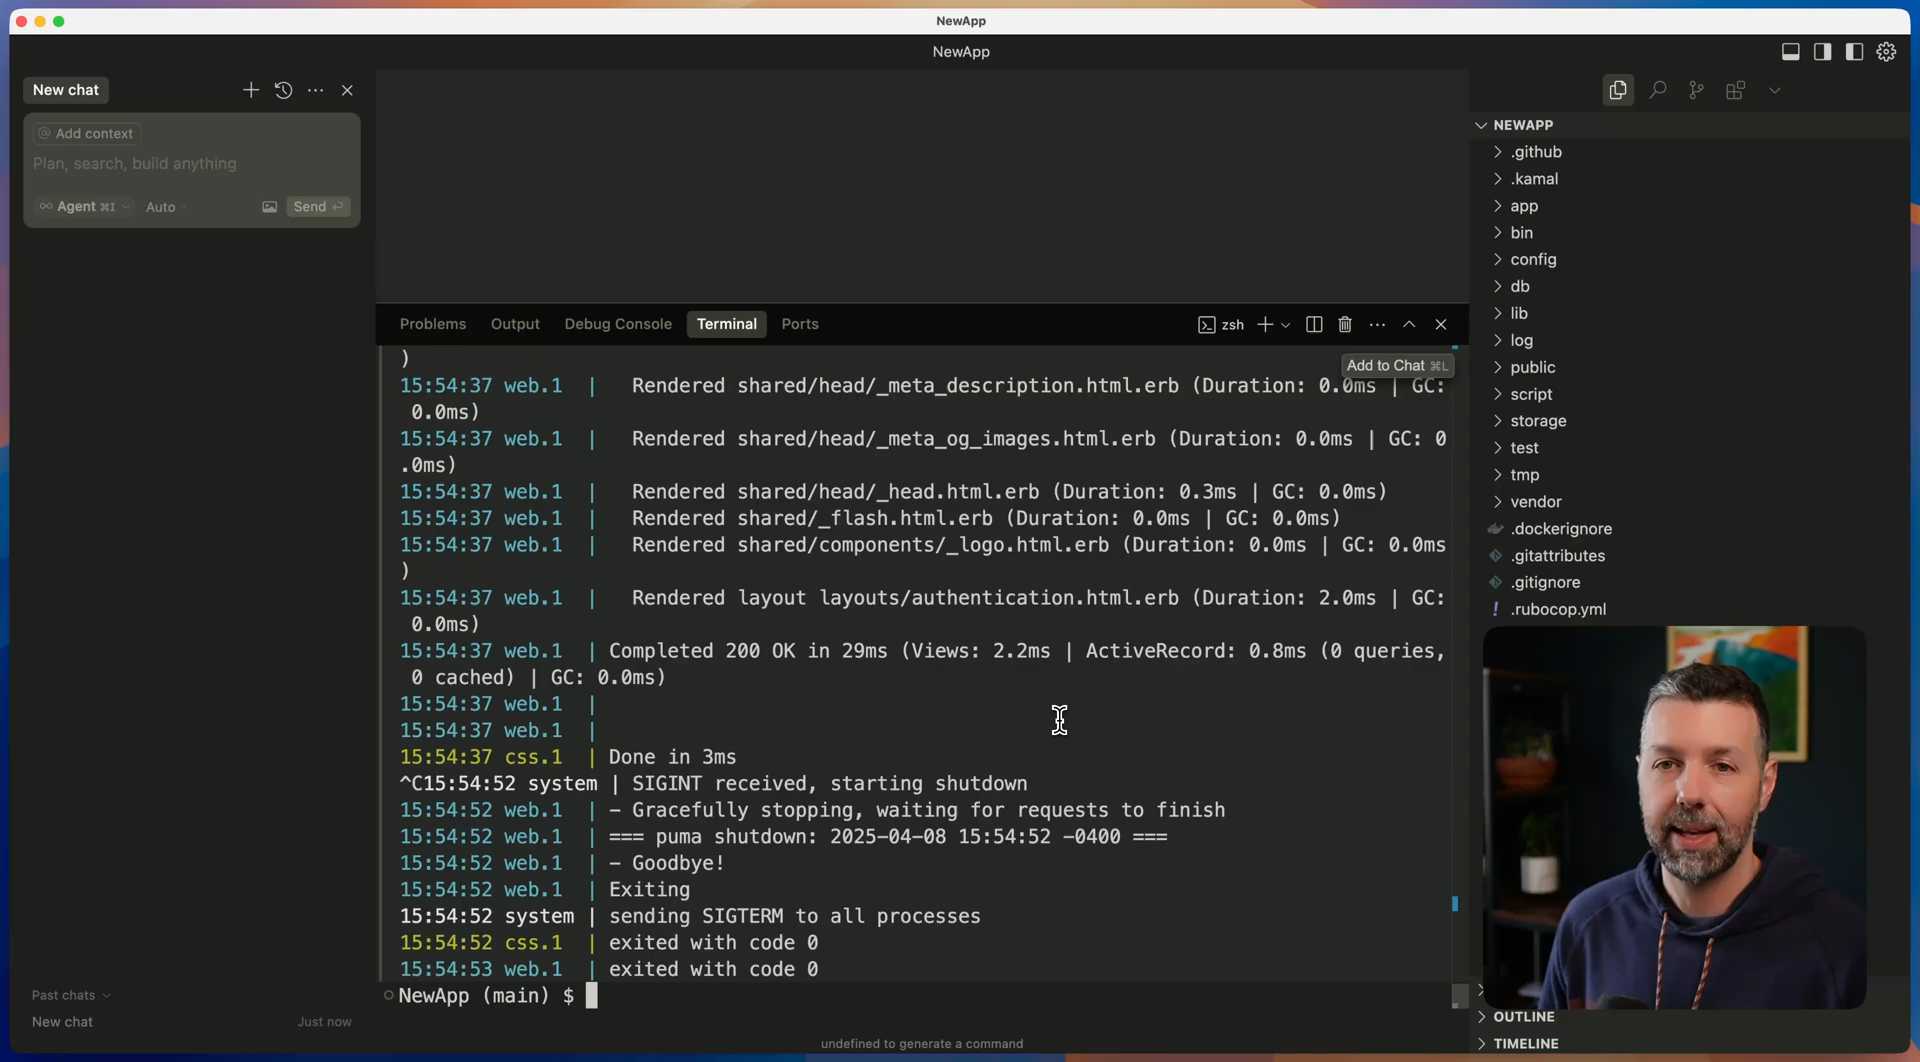 NewApp
NewApp
New chat
@ Add context
Plan, search, build anything
∞ Agent ⌘I
Auto
Send ⏎
Past chats
New chat
Just now
Problems
Output
Debug Console
Terminal
Ports
zsh
Add to Chat ⌘L
)
15:54:37 web.1 | Rendered shared/head/_meta_description.html.erb (Duration: 0.0ms | GC:
0.0ms)
15:54:37 web.1 | Rendered shared/head/_meta_og_images.html.erb (Duration: 0.0ms | GC: 0
.0ms)
15:54:37 web.1 | Rendered shared/head/_head.html.erb (Duration: 0.3ms | GC: 0.0ms)
15:54:37 web.1 | Rendered shared/_flash.html.erb (Duration: 0.0ms | GC: 0.0ms)
15:54:37 web.1 | Rendered shared/components/_logo.html.erb (Duration: 0.0ms | GC: 0.0ms
)
15:54:37 web.1 | Rendered layout layouts/authentication.html.erb (Duration: 2.0ms | GC:
0.0ms)
15:54:37 web.1 | Completed 200 OK in 29ms (Views: 2.2ms | ActiveRecord: 0.8ms (0 queries,
0 cached) | GC: 0.0ms)
15:54:37 web.1 |
15:54:37 web.1 |
15:54:37 css.1 | Done in 3ms
^C15:54:52 system | SIGINT received, starting shutdown
15:54:52 web.1 | - Gracefully stopping, waiting for requests to finish
15:54:52 web.1 | === puma shutdown: 2025-04-08 15:54:52 -0400 ===
15:54:52 web.1 | - Goodbye!
15:54:52 web.1 | Exiting
15:54:52 system | sending SIGTERM to all processes
15:54:52 css.1 | exited with code 0
15:54:53 web.1 | exited with code 0
NewApp (main) $
undefined to generate a command
NEWAPP
.github
.kamal
app
bin
config
db
lib
log
public
script
storage
test
tmp
vendor
.dockerignore
.gitattributes
.gitignore
! .rubocop.yml
OUTLINE
TIMELINE